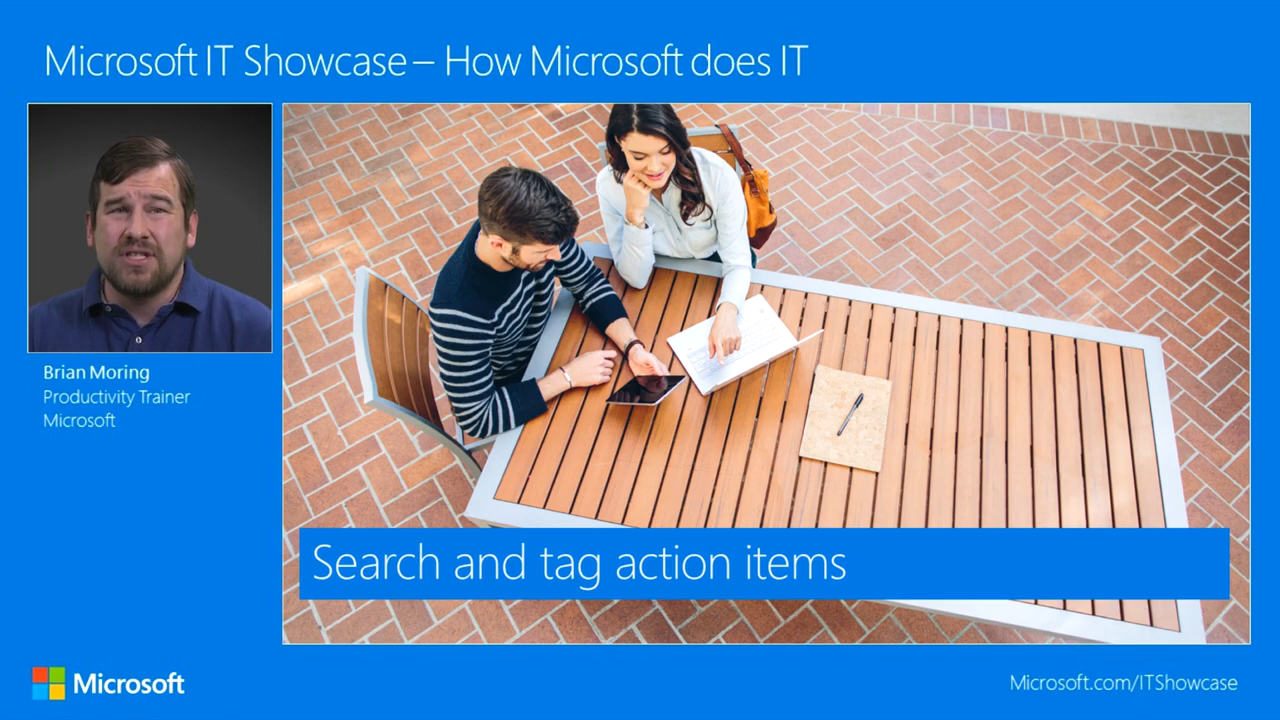 Microsoft IT Showcase – How Microsoft does IT
Brian Moring
Productivity Trainer
Microsoft
Search and tag action items
Microsoft
Microsoft.com/ITShowcase